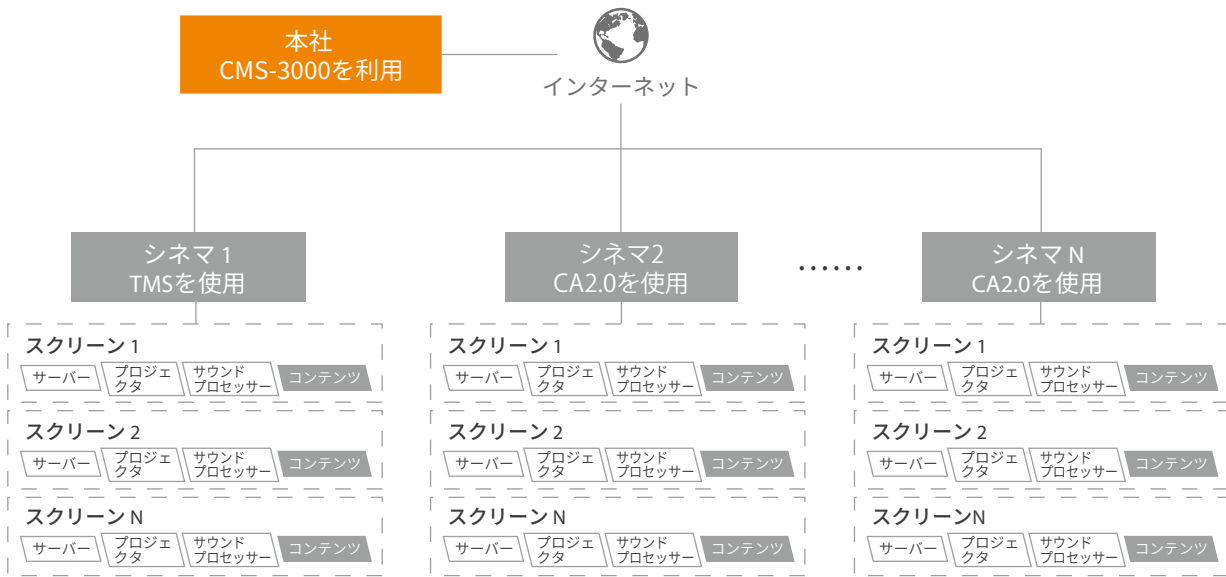 本社
CMS-3000を利用
インターネット
シネマ 1
TMSを使用
シネマ2
CA2.0を使用
……
シネマ N
CA2.0を使用
スクリーン 1
サーバー
プロジェ
クタ
サウンド
プロセッサー
コンテンツ
スクリーン 2
サーバー
プロジェ
クタ
サウンド
プロセッサー
コンテンツ
スクリーン N
サーバー
プロジェ
クタ
サウンド
プロセッサー
コンテンツ
スクリーン 1
サーバー
プロジェ
クタ
サウンド
プロセッサー
コンテンツ
スクリーン 2
サーバー
プロジェ
クタ
サウンド
プロセッサー
コンテンツ
スクリーン N
サーバー
プロジェ
クタ
サウンド
プロセッサー
コンテンツ
スクリーン 1
サーバー
プロジェ
クタ
サウンド
プロセッサー
コンテンツ
スクリーン 2
サーバー
プロジェ
クタ
サウンド
プロセッサー
コンテンツ
スクリーンN
サーバー
プロジェ
クタ
サウンド
プロセッサー
コンテンツ